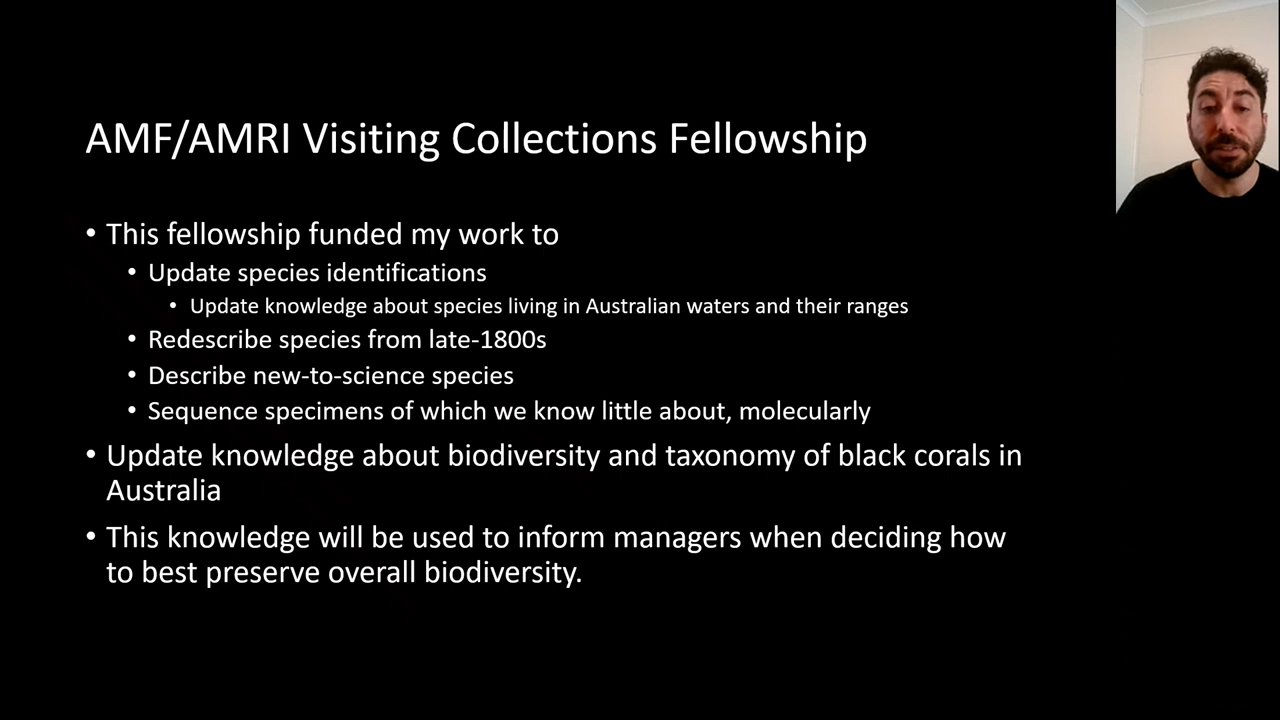 AMF/AMRI Visiting Collections Fellowship
• This fellowship funded my work to
• Update species identifications
• Update knowledge about species living in Australian waters and their ranges
• Redescribe species from late-1800s
• Describe new-to-science species
• Sequence specimens of which we know little about, molecularly
• Update knowledge about biodiversity and taxonomy of black corals in
Australia
• This knowledge will be used to inform managers when deciding how
to best preserve overall biodiversity.